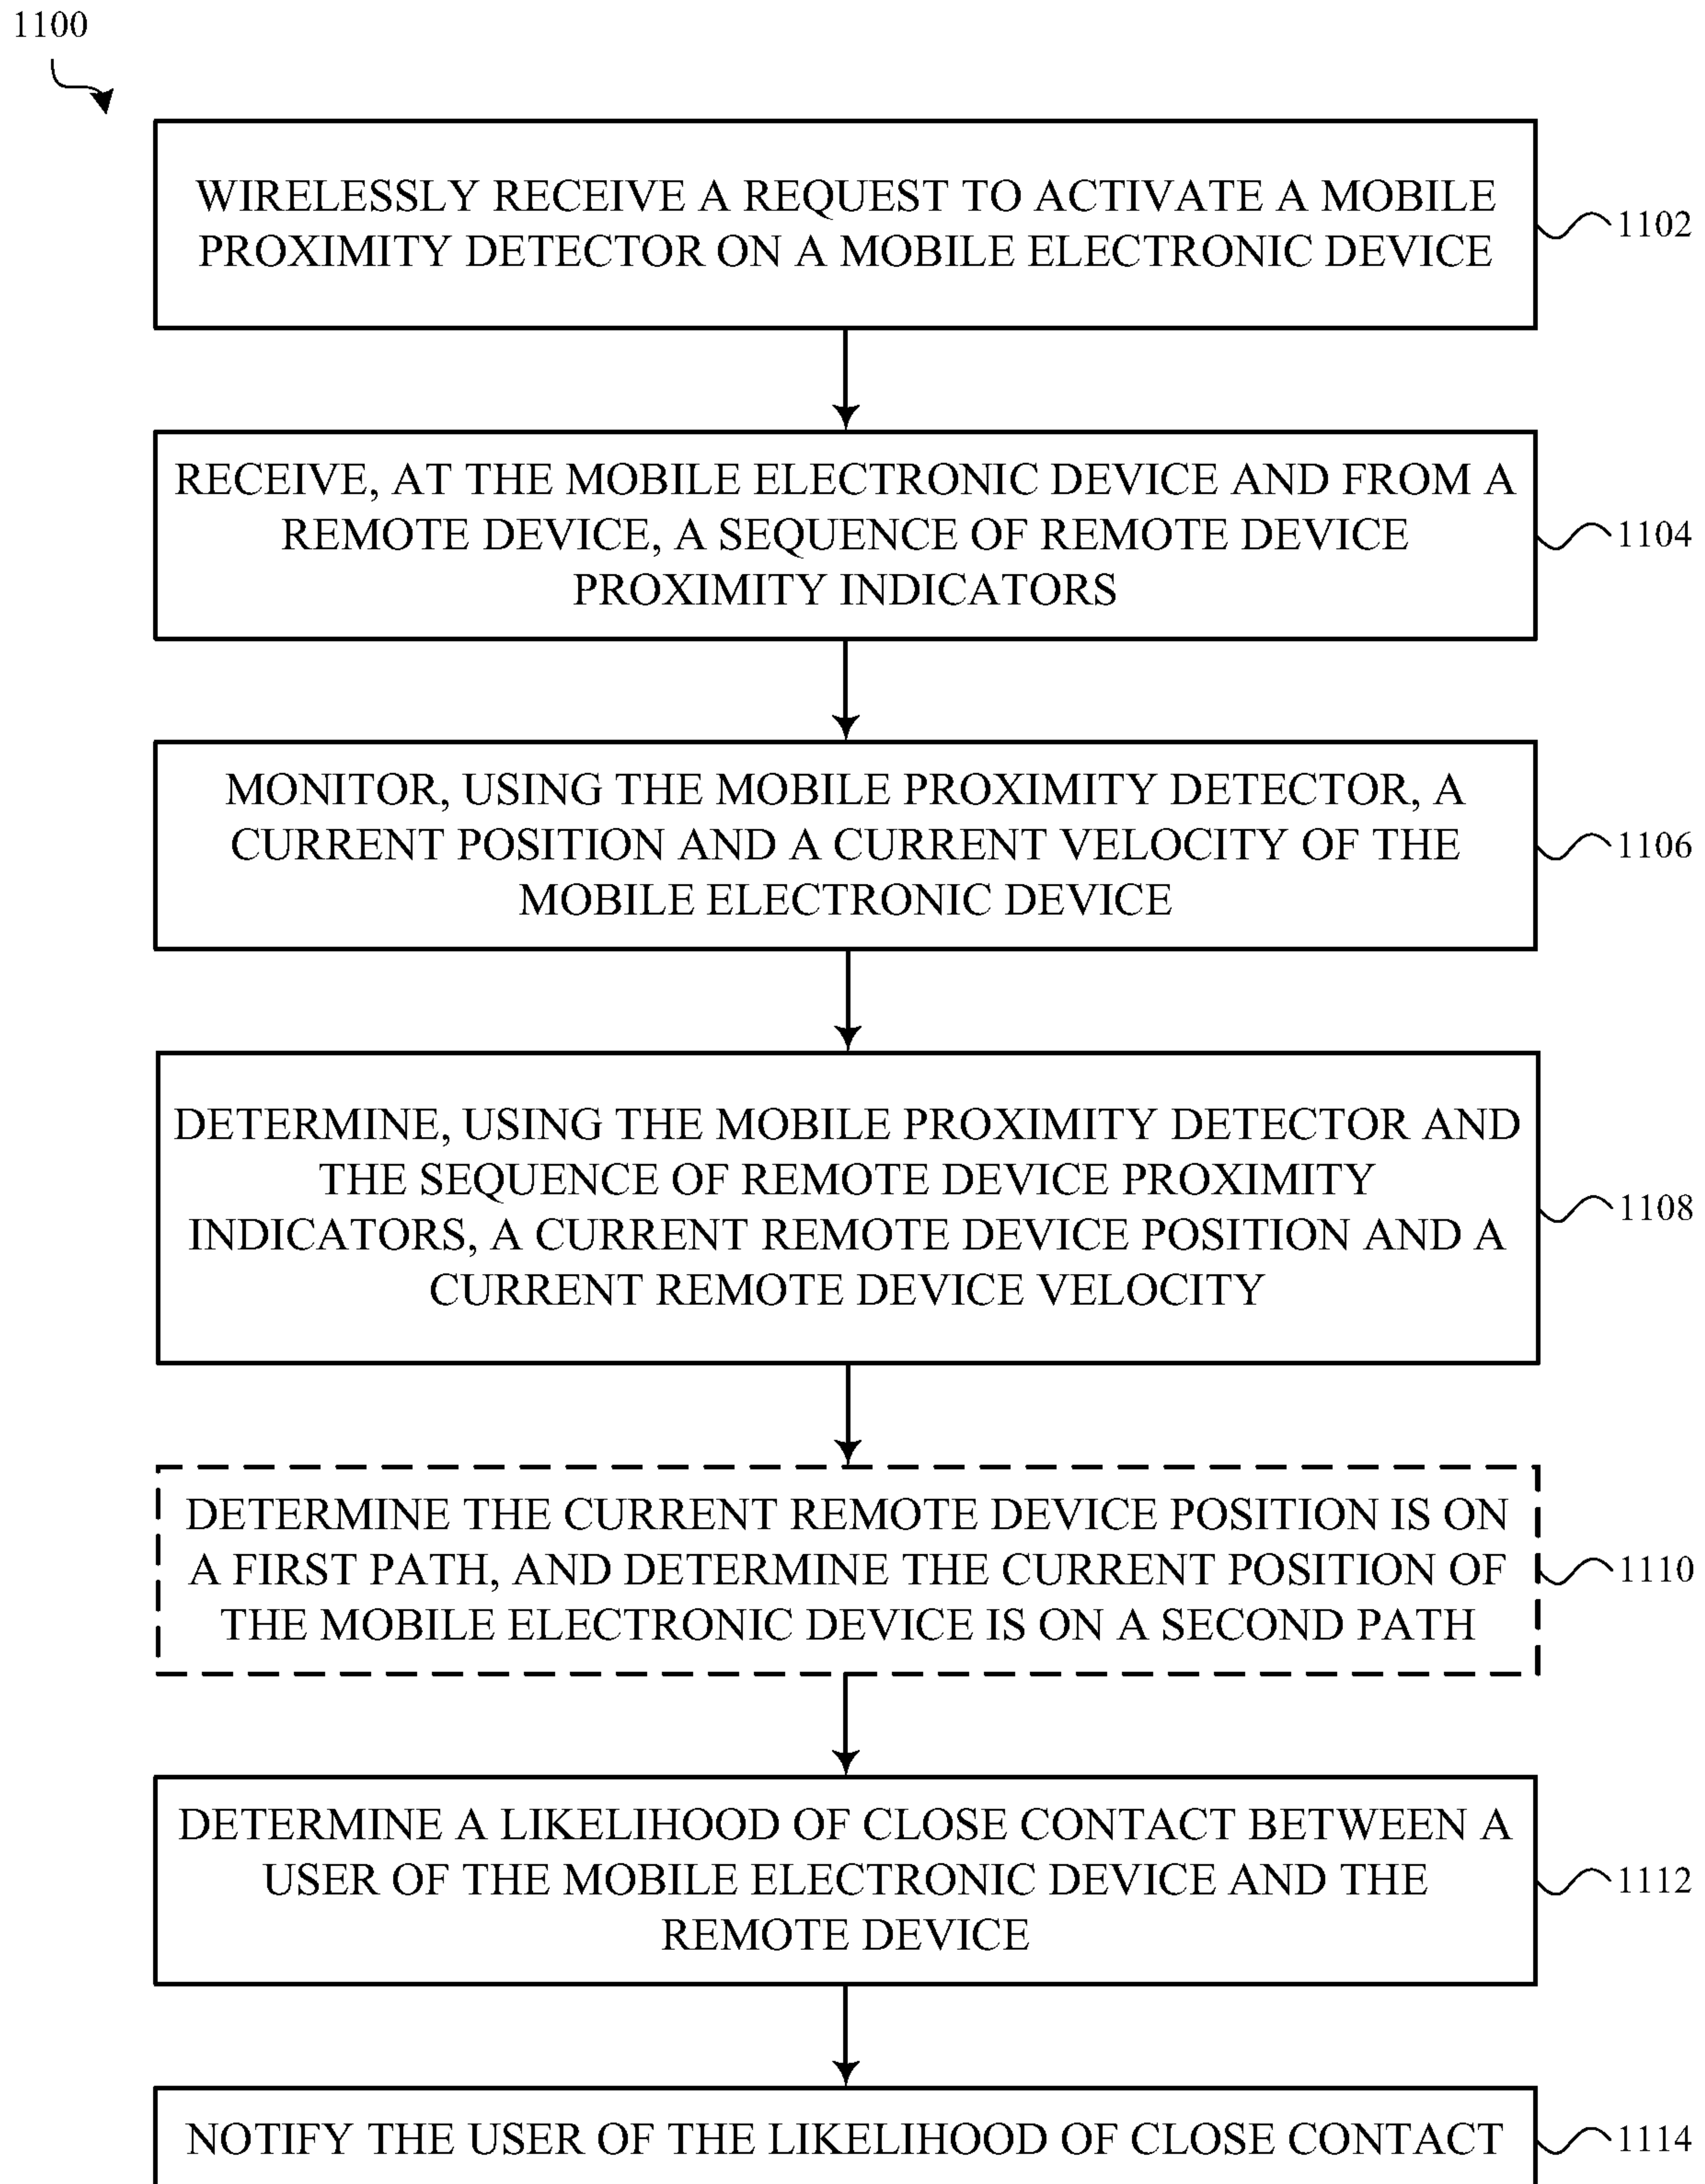 1100
WIRELESSLY RECEIVE A REQUEST TO ACTIVATE A MOBILE
PROXIMITY DETECTOR ON A MOBILE ELECTRONIC DEVICE
1102
RECEIVE, AT THE MOBILE ELECTRONIC DEVICE AND FROM A
REMOTE DEVICE, A SEQUENCE OF REMOTE DEVICE
PROXIMITY INDICATORS
1104
MONITOR, USING THE MOBILE PROXIMITY DETECTOR, A
CURRENT POSITION AND A CURRENT VELOCITY OF THE
MOBILE ELECTRONIC DEVICE
1106
DETERMINE, USING THE MOBILE PROXIMITY DETECTOR AND
THE SEQUENCE OF REMOTE DEVICE PROXIMITY
INDICATORS, A CURRENT REMOTE DEVICE POSITION AND A
CURRENT REMOTE DEVICE VELOCITY
1108
DETERMINE THE CURRENT REMOTE DEVICE POSITION IS ON
A FIRST PATH, AND DETERMINE THE CURRENT POSITION OF
THE MOBILE ELECTRONIC DEVICE IS ON A SECOND PATH
1110
DETERMINE A LIKELIHOOD OF CLOSE CONTACT BETWEEN A
USER OF THE MOBILE ELECTRONIC DEVICE AND THE
REMOTE DEVICE
1112
NOTIFY THE USER OF THE LIKELIHOOD OF CLOSE CONTACT
1114